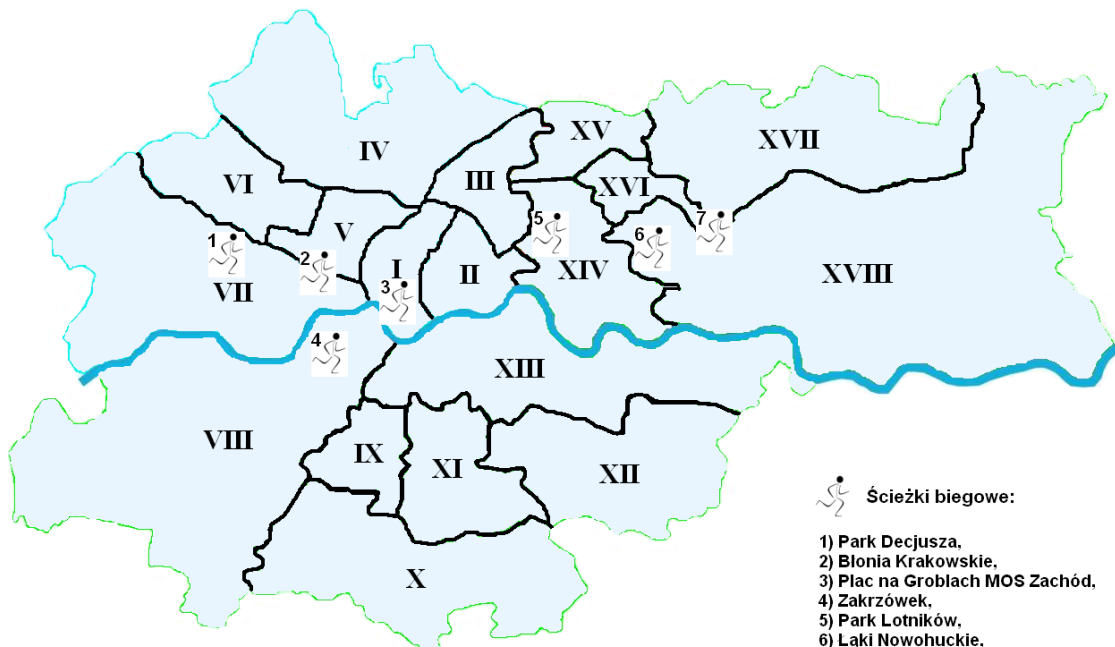 IV
XV
XVII
VI
III
XVI
1
V
5
7
2
6
I
II
XIV
XVIII
VII
3
4
XIII
VIII
IX
XI
XII
Ścieżki biegowe:
1) Park Decjusza,
2) Błonia Krakowskie,
X
3) Plac na Groblach MOS Zachód,
4) Zakrzówek,
5) Park Lotników,
6) Łąki Nowohuckie,